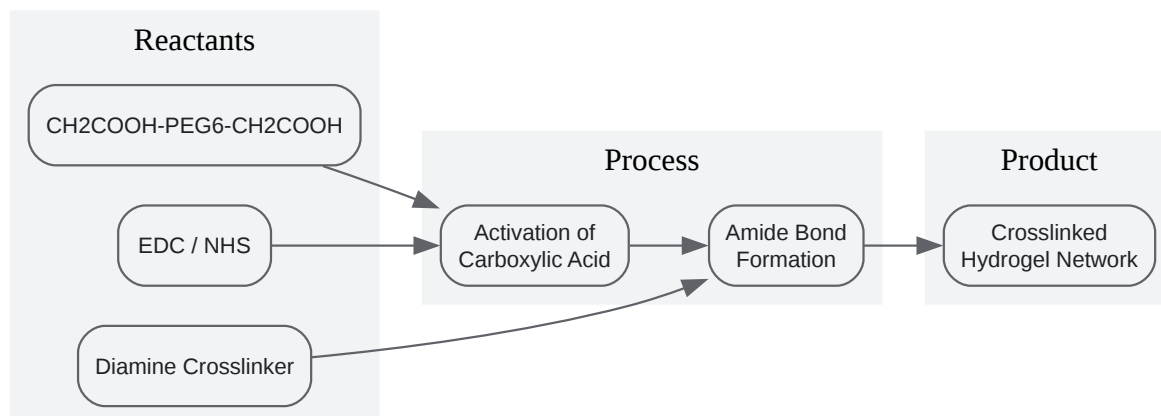 Reactants
CH2COOH-PEG6-CH2COOH
EDC / NHS
Diamine Crosslinker
Process
Activation of
Carboxylic Acid
Amide Bond
Formation
Product
Crosslinked
Hydrogel Network